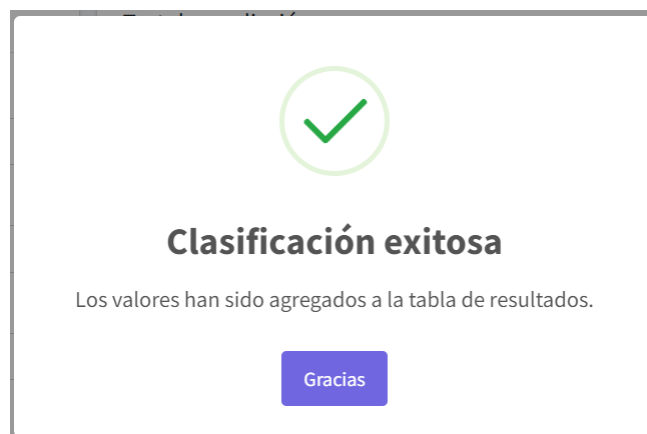 Clasificación exitosa
Los valores han sido agregados a la tabla de resultados.
Gracias